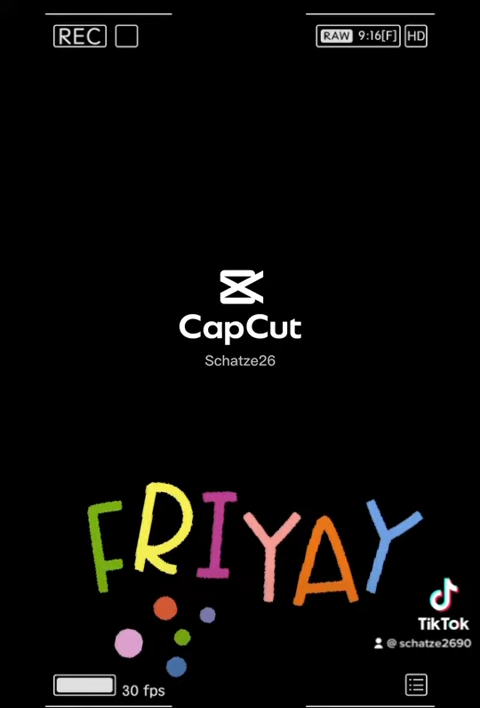 REC RAW 9:16[F] HD
CapCut
Schatze26
FRIYAY
TikTok
@ schatze2690
30 fps